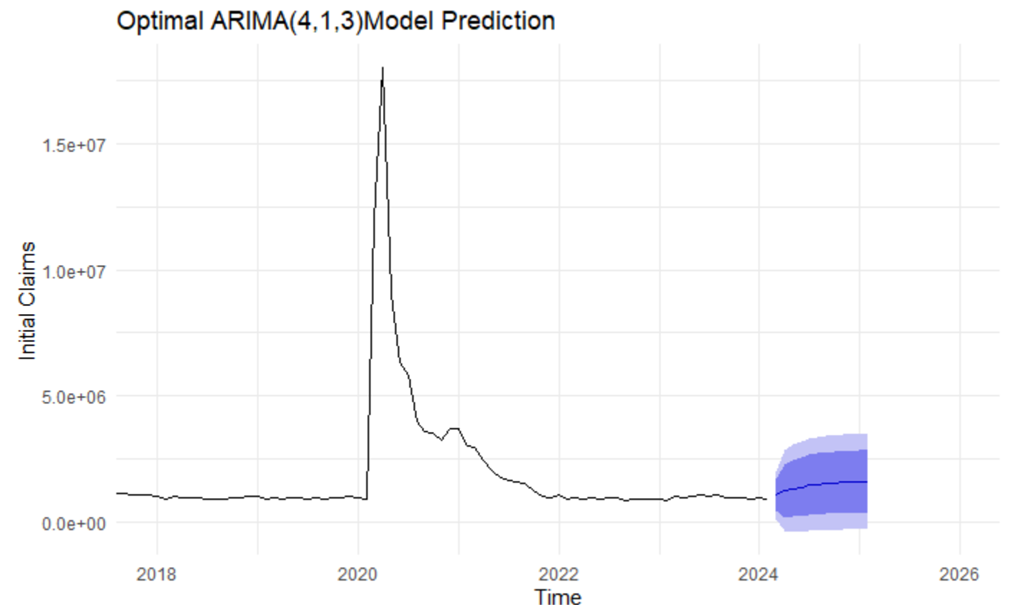 Optimal ARIMA(4,1,3)Model Prediction
Initial Claims
1.5e+07
1.0e+07
5.0e+06
0.0e+00
2018 2020 2022 2024 2026
Time